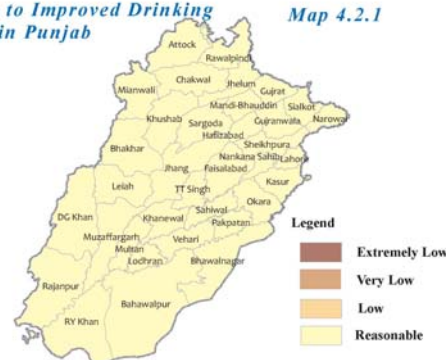 to Improved Drinking
in Punjab
Map 4.2.1
Attock
Rawalpindi
Chakwal
Jhelum
Mianwali
Gujrat
Mandi-Bhauddin
Sialkot
Khushab
Sargoda
Gujranwala
Narowal
Hafizabad
Sheikhpura
Bhakhar
Nankana Sahib
Lahore
Jhang
Faisalabad
Kasur
Leiah
TT Singh
Okara
Sahiwal
DG Khan
Khanewal
Pakpatan
Muzaffargarh
Multan
Vehari
Lodhran
Bhawalnagar
Rajanpur
Bahawalpur
RY Khan
Legend
Extremely Low
Very Low
Low
Reasonable